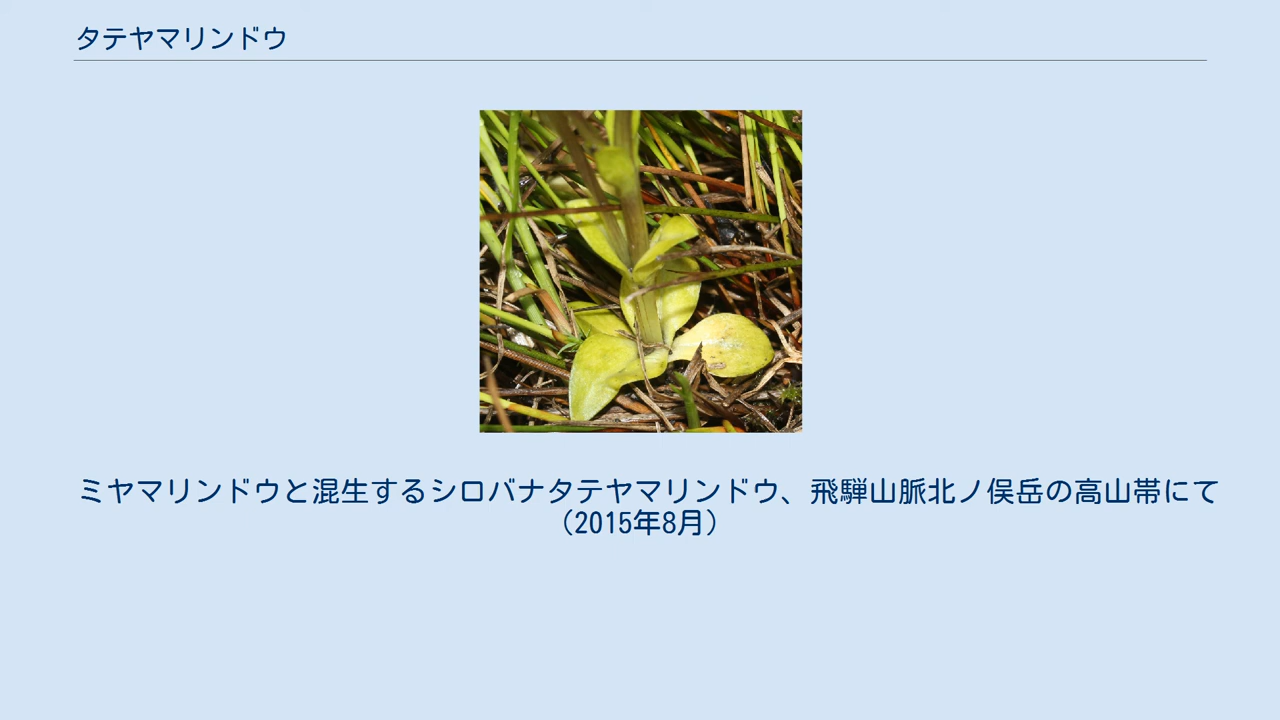 タテヤマリンドウ
ミヤマリンドウと混生するシロバナタテヤマリンドウ、飛騨山脈北ノ俣岳の高山帯にて
（2015年8月）